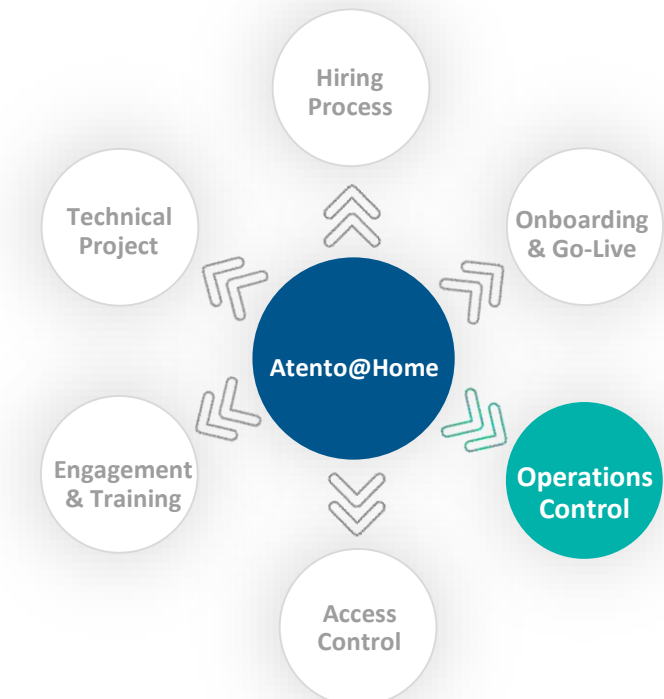 Hiring
Process
Technical
Project
Onboarding
& Go-Live
Atento@Home
Engagement
& Training
Operations
Control
Access
Control